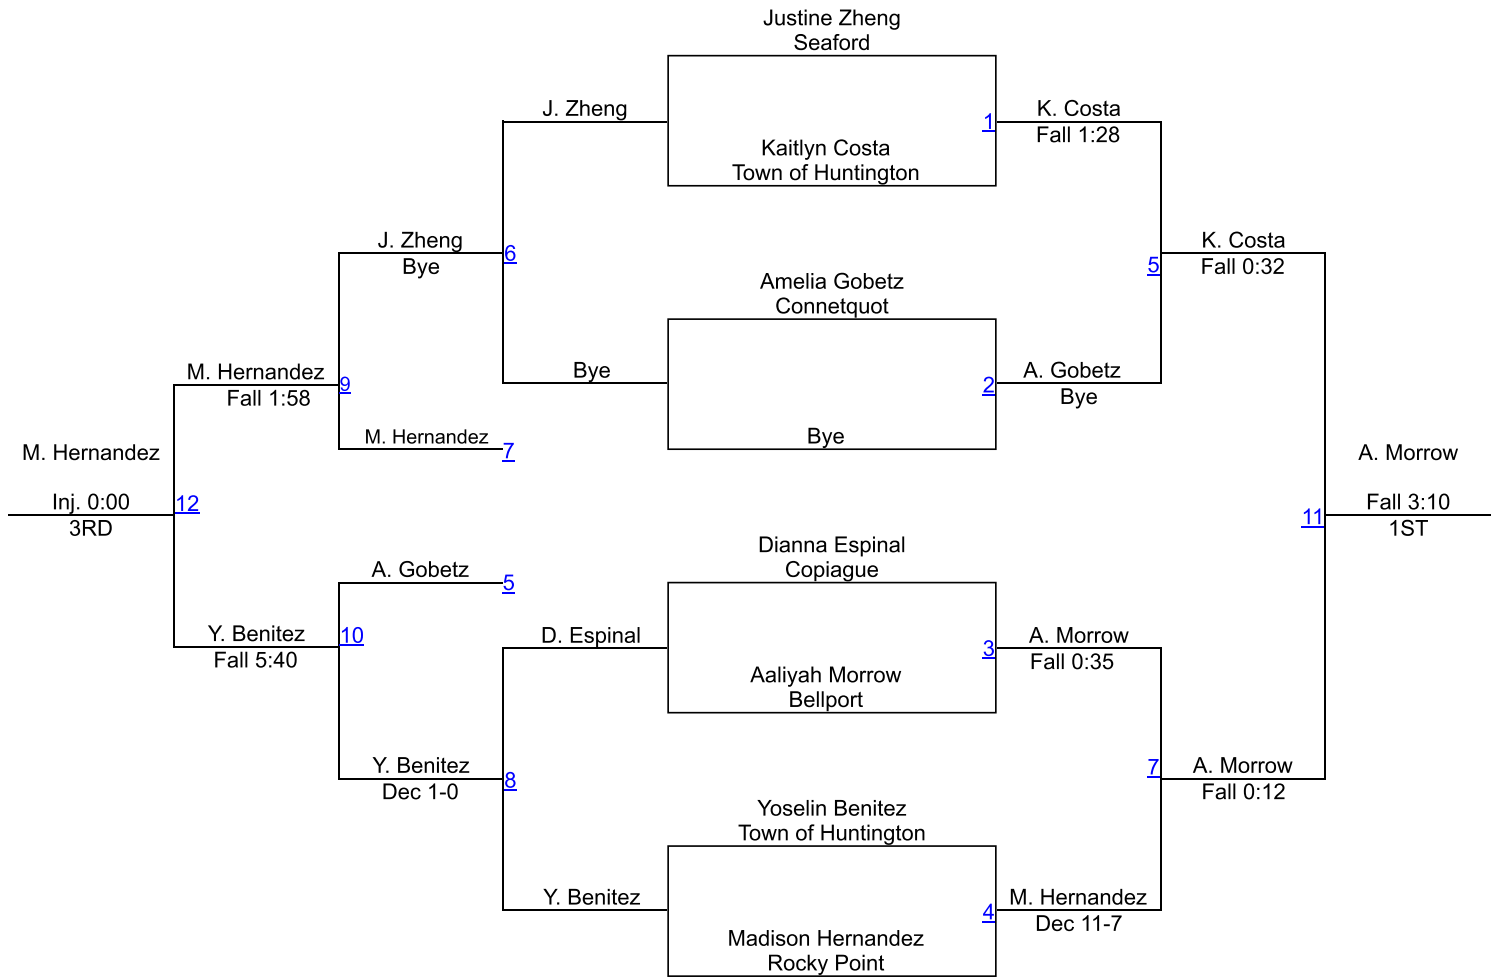 Justine Zheng
Seaford
J. Zheng
1
K. Costa
Fall 1:28
Kaitlyn Costa
Town of Huntington
J. Zheng
Bye
6
K. Costa
Fall 0:32
5
Amelia Gobetz
Connetquot
M. Hernandez
Fall 1:58
9
Bye
2
A. Gobetz
Bye
M. Hernandez
7
Bye
M. Hernandez
Inj. 0:00
3RD
12
A. Morrow
Fall 3:10
1ST
11
Dianna Espinal
Copiague
A. Gobetz
5
Y. Benitez
Fall 5:40
10
D. Espinal
3
A. Morrow
Fall 0:35
Aaliyah Morrow
Bellport
Y. Benitez
Dec 1-0
8
7
A. Morrow
Fall 0:12
Yoselin Benitez
Town of Huntington
Y. Benitez
4
M. Hernandez
Dec 11-7
Madison Hernandez
Rocky Point